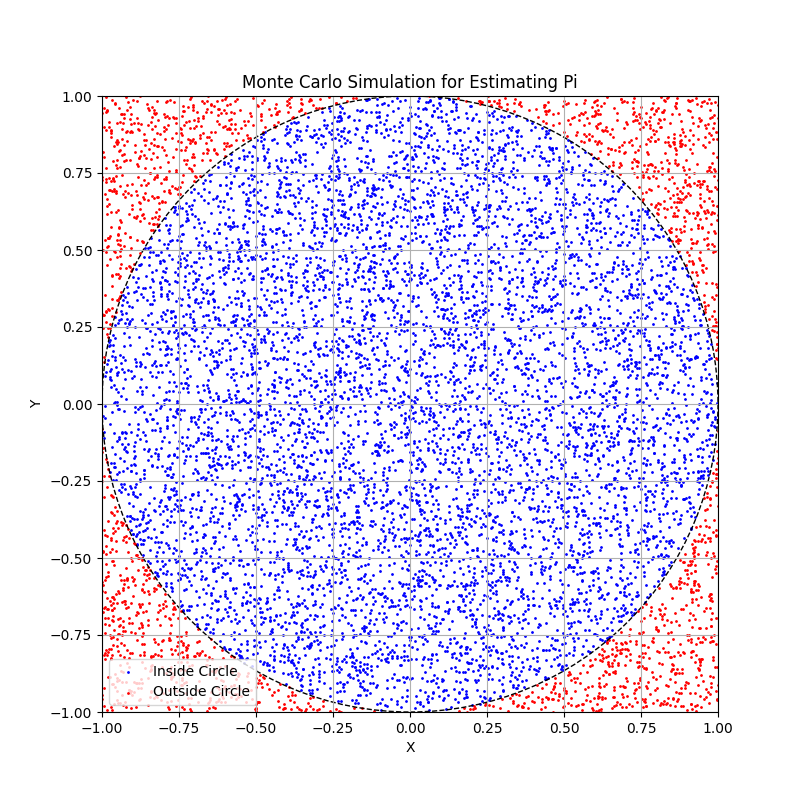 Monte Carlo Simulation for Estimating Pi
1.00
0.75
0.50
0.25
0.00
−0.25
−0.50
−0.75
−1.00
Y
Inside Circle
Outside Circle
−1.00 −0.75 −0.50 −0.25 0.00 0.25 0.50 0.75 1.00
X